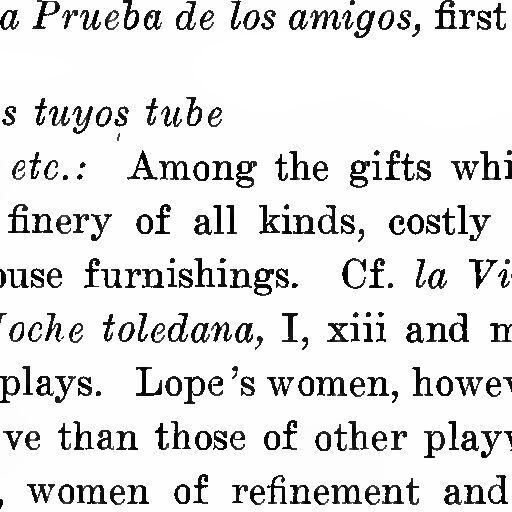 a Prueba de los amigos, first
s tuyos tube
etc.: Among the gifts whi
finery of all kinds, costly
ouse furnishings. Cf. la Vi
oche toledana, I, xiii and m
plays. Lope's women, howev
ve than those of other playw
, women of refinement and